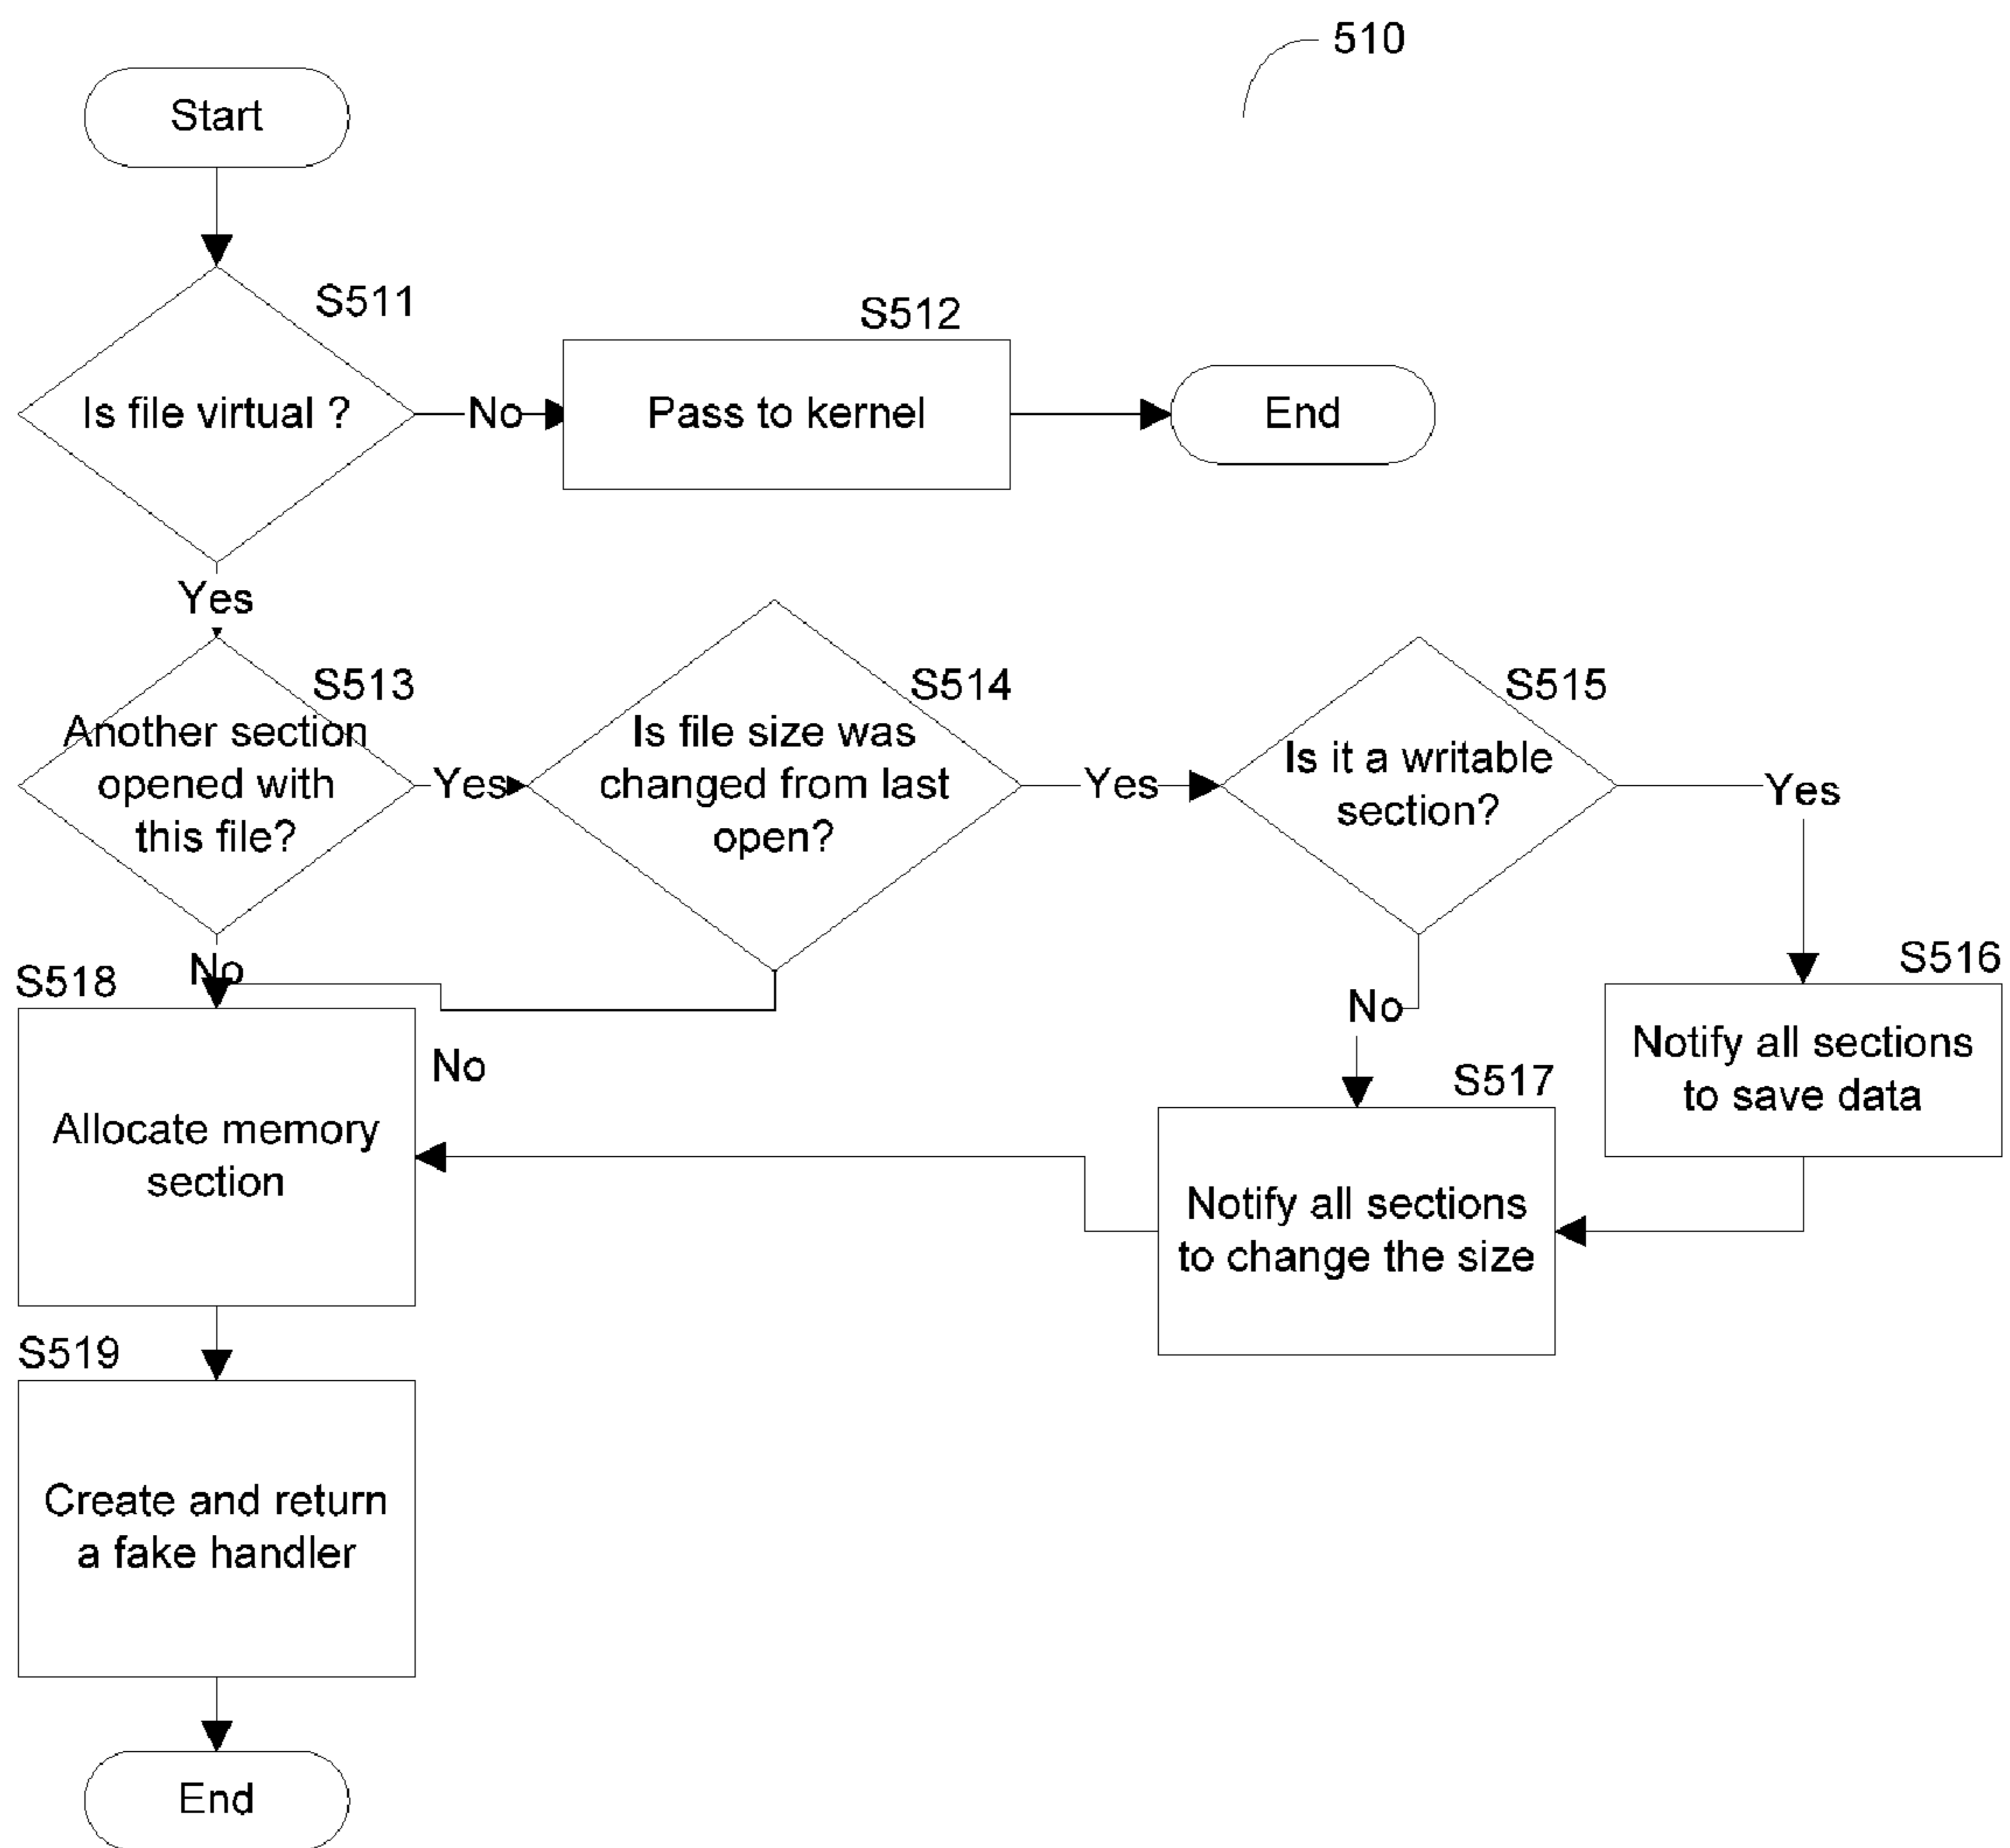 510
Start
S511
Is file virtual ?
No
S512
Pass to kernel
End
Yes
S513
Another section
opened with
this file?
Yes
S514
Is file size was
changed from last
open?
Yes
S515
Is it a writable
section?
Yes
No
S518
No
No
S516
Notify all sections
to save data
Allocate memory
section
S517
Notify all sections
to change the size
S519
Create and return
a fake handler
End